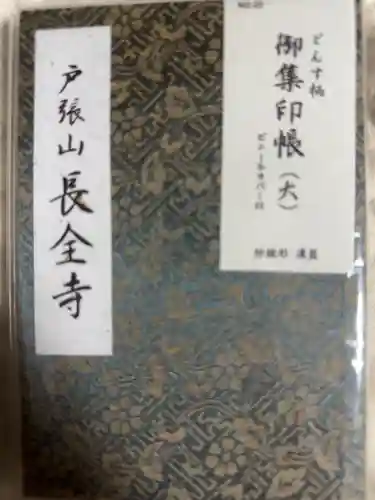 どんす柄
御集印帳(大)
ビニールカバー付
戸張山長全寺